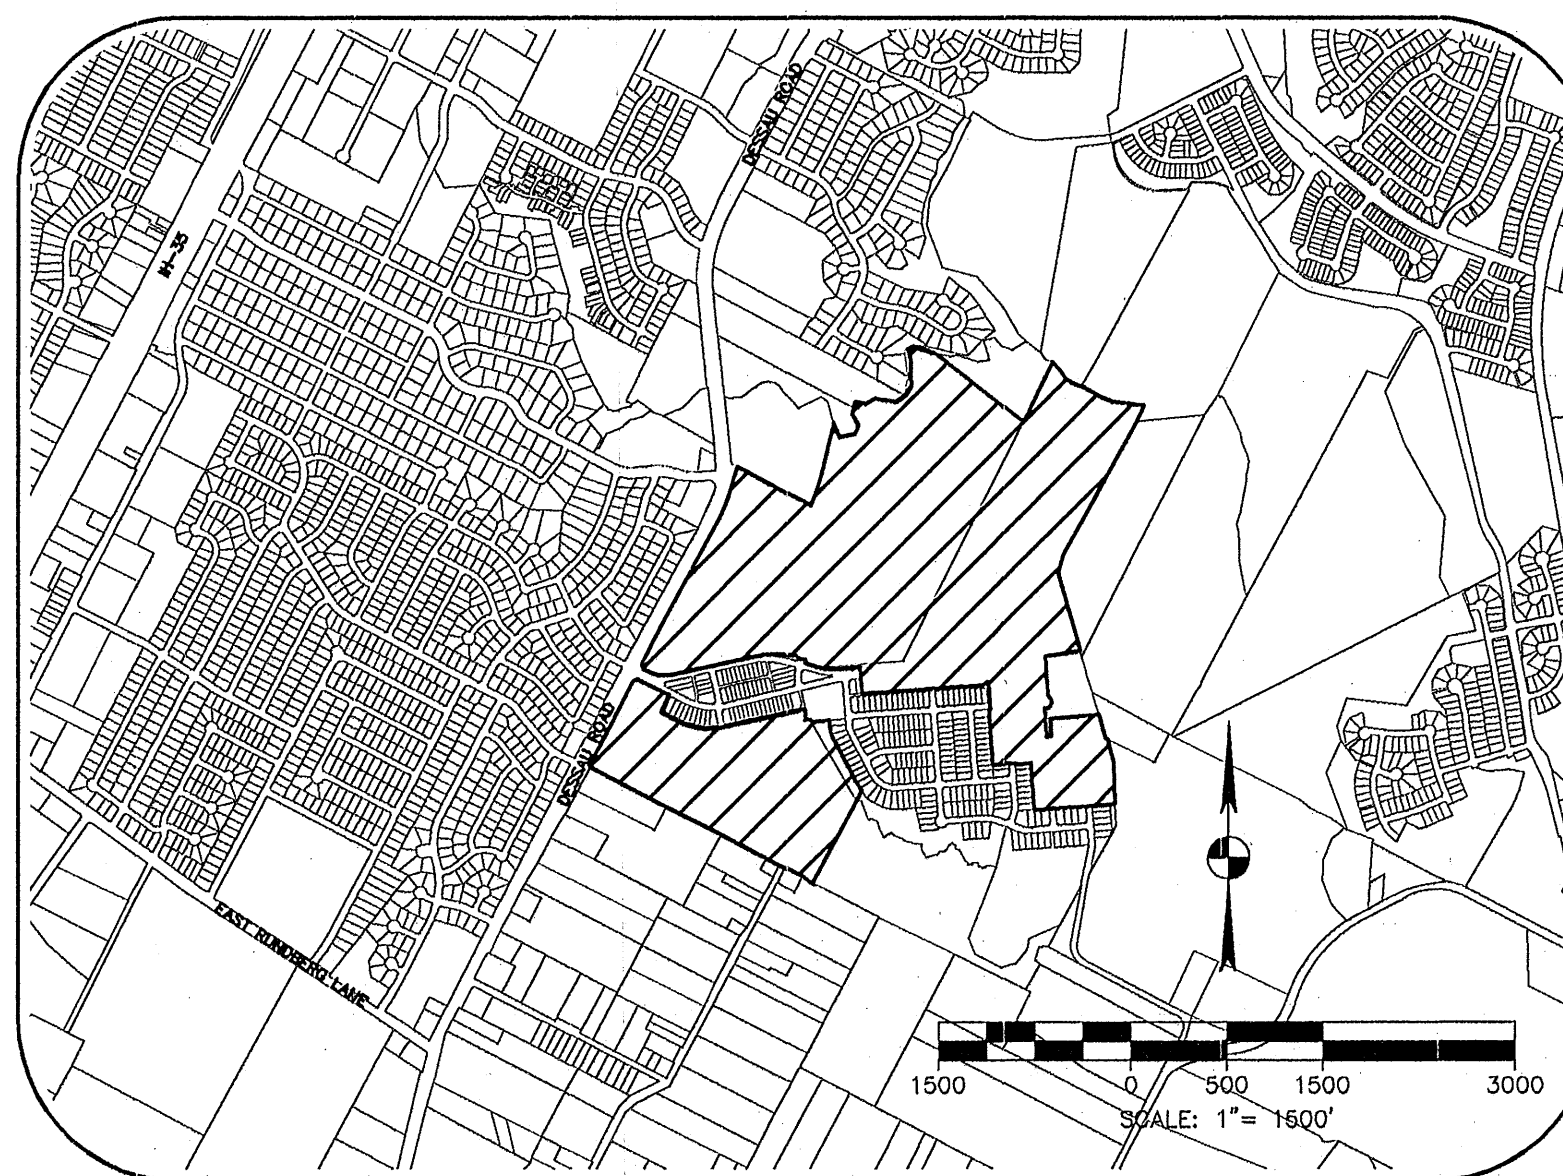 DESSAU ROAD
IH-35
DESSAU ROAD
EAST RUNDBERG LANE
1500 0 500 1500 3000
SCALE: 1"= 1500'